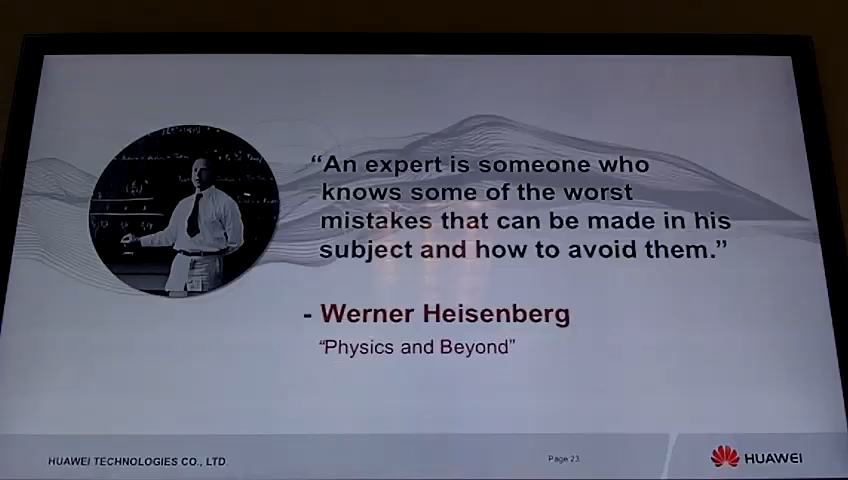 “An expert is someone who
knows some of the worst
mistakes that can be made in his
subject and how to avoid them.”
- Werner Heisenberg
“Physics and Beyond”
HUAWEI TECHNOLOGIES CO., LTD.
Page 23
HUAWEI